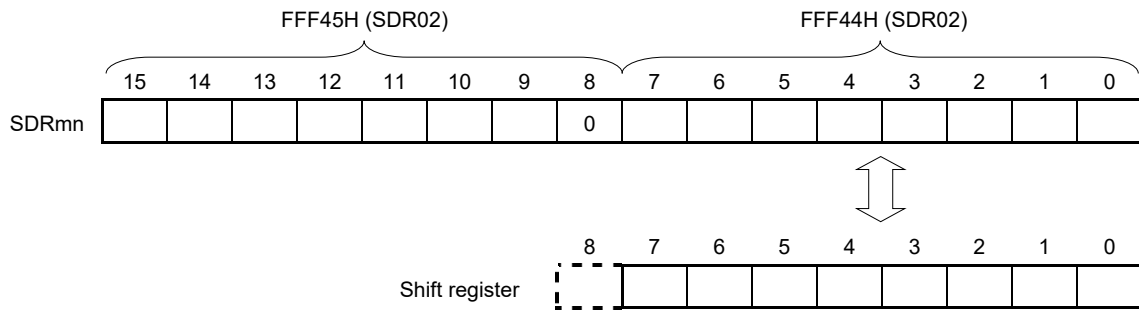 FFF45H (SDR02) FFF44H (SDR02)
15 14 13 12 11 10 9 8 7 6 5 4 3 2 1 0
SDRmn 0
8 7 6 5 4 3 2 1 0
Shift register